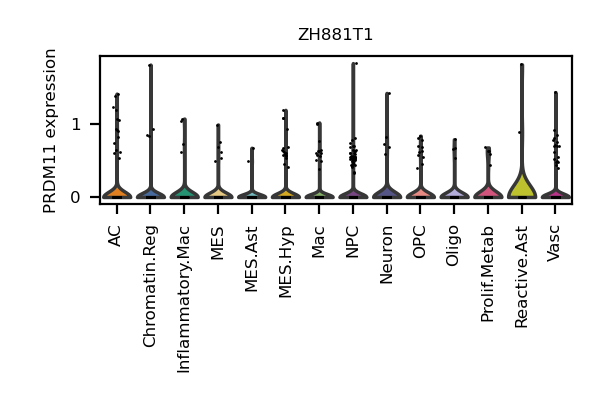 ZH881T1
PRDM11 expression
1
0
AC
Chromatin.Reg
Inflammatory.Mac
MES
MES.Ast
MES.Hyp
Mac
NPC
Neuron
OPC
Oligo
Prolif.Metab
Reactive.Ast
Vasc